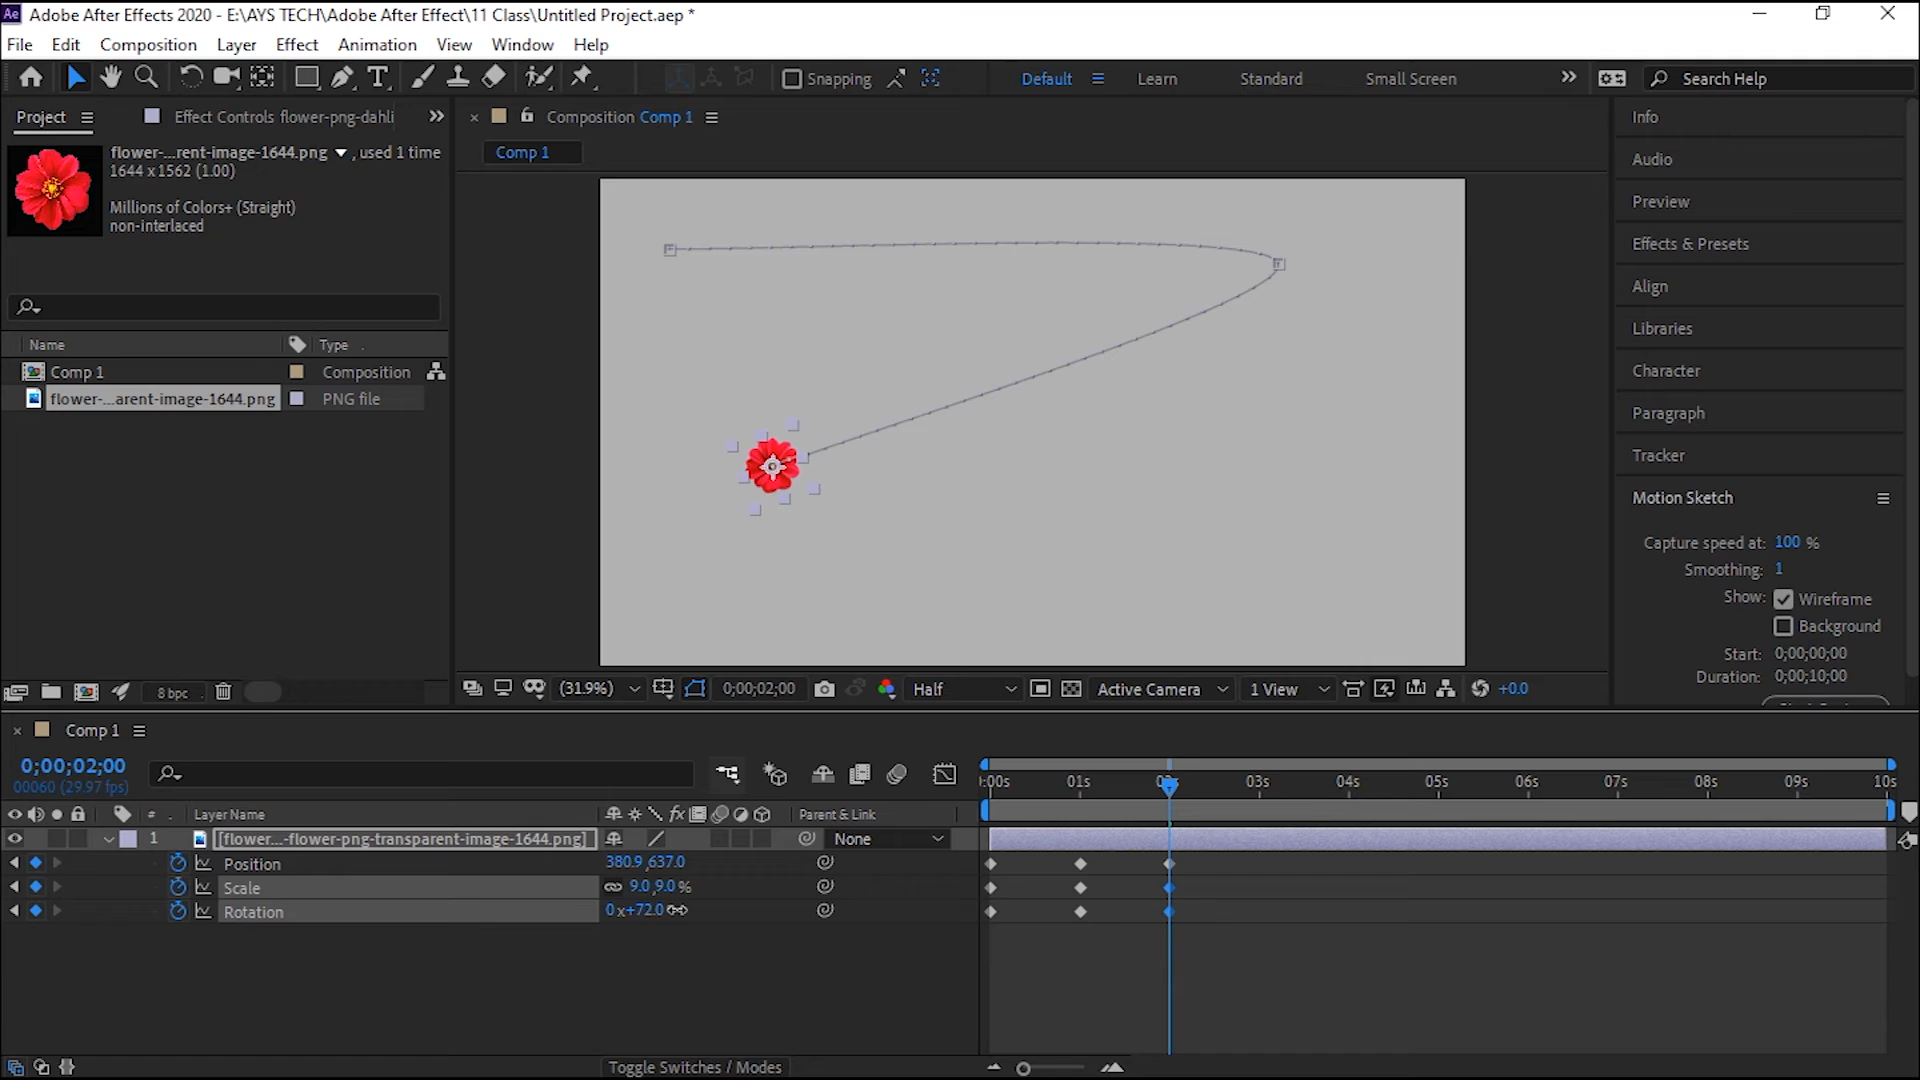 Adobe After Effects 2020 - E:\AYS TECH\Adobe After Effect\11 Class\Untitled Project.aep *
File Edit Composition Layer Effect Animation View Window Help
Snapping Default Learn Standard Small Screen Search Help
Project Effect Controls flower-png-dahli
Composition Comp 1
Comp 1
flower-...rent-image-1644.png , used 1 time
1644 x 1562 (1.00)
Millions of Colors+ (Straight)
non-interlaced
Name Type
Comp 1 Composition
flower-...arent-image-1644.png PNG file
8 bpc
(31.9%) 0;00;02;00 Half Active Camera 1 View +0.0
Info
Audio
Preview
Effects & Presets
Align
Libraries
Character
Paragraph
Tracker
Motion Sketch
Capture speed at: 100 %
Smoothing: 1
Show: Wireframe
Background
Start: 0;00;00;00
Duration: 0;00;10;00
Comp 1
0;00;02;00
00060 (29.97 fps)
:00s 01s 02s 03s 04s 05s 06s 07s 08s 09s 10s
# Layer Name Parent & Link
1 [flower...-flower-png-transparent-image-1644.png] None
Position 380.9,637.0
Scale 9.0,9.0%
Rotation 0x+72.0
Toggle Switches / Modes